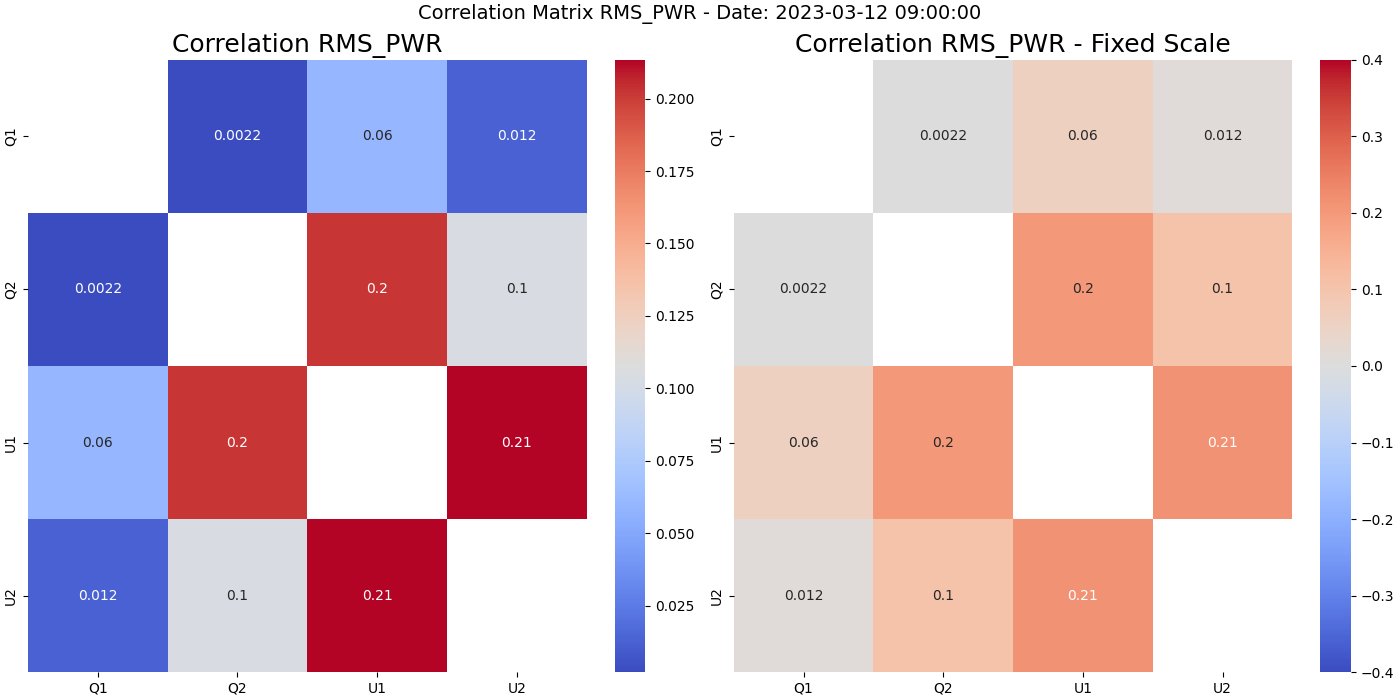 Correlation Matrix RMS_PWR - Date: 2023-03-12 09:00:00
Correlation RMS_PWR
Q1
0.0022
0.06
0.012
Q2
0.0022
0.2
0.1
U1
0.06
0.2
0.21
U2
0.012
0.1
0.21
Q1
Q2
U1
U2
0.200
0.175
0.150
0.125
0.100
0.075
0.050
0.025
Correlation RMS_PWR - Fixed Scale
Q1
0.0022
0.06
0.012
Q2
0.0022
0.2
0.1
U1
0.06
0.2
0.21
U2
0.012
0.1
0.21
Q1
Q2
U1
U2
0.4
0.3
0.2
0.1
0.0
−0.1
−0.2
−0.3
−0.4